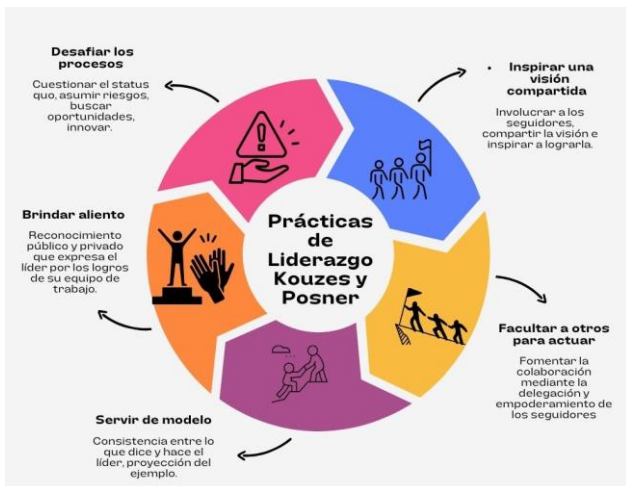 Desafiar los
procesos
Cuestionar el status
quo, asumir riesgos,
buscar
oportunidades,
innovar.
• Inspirar una
visión
compartida
Involucrar a los
seguidores,
compartir la visión e
inspirar a lograrla.
Prácticas
de
Liderazgo
Kouzes y
Posner
Brindar aliento
Reconocimiento
público y privado
que expresa el
líder por los logros
de su equipo de
trabajo.
Facultar a otros
para actuar
Fomentar la
colaboración
mediante la
delegación y
empoderamiento de
los seguidores
Servir de modelo
Consistencia entre lo
que dice y hace el
líder, proyección del
ejemplo.